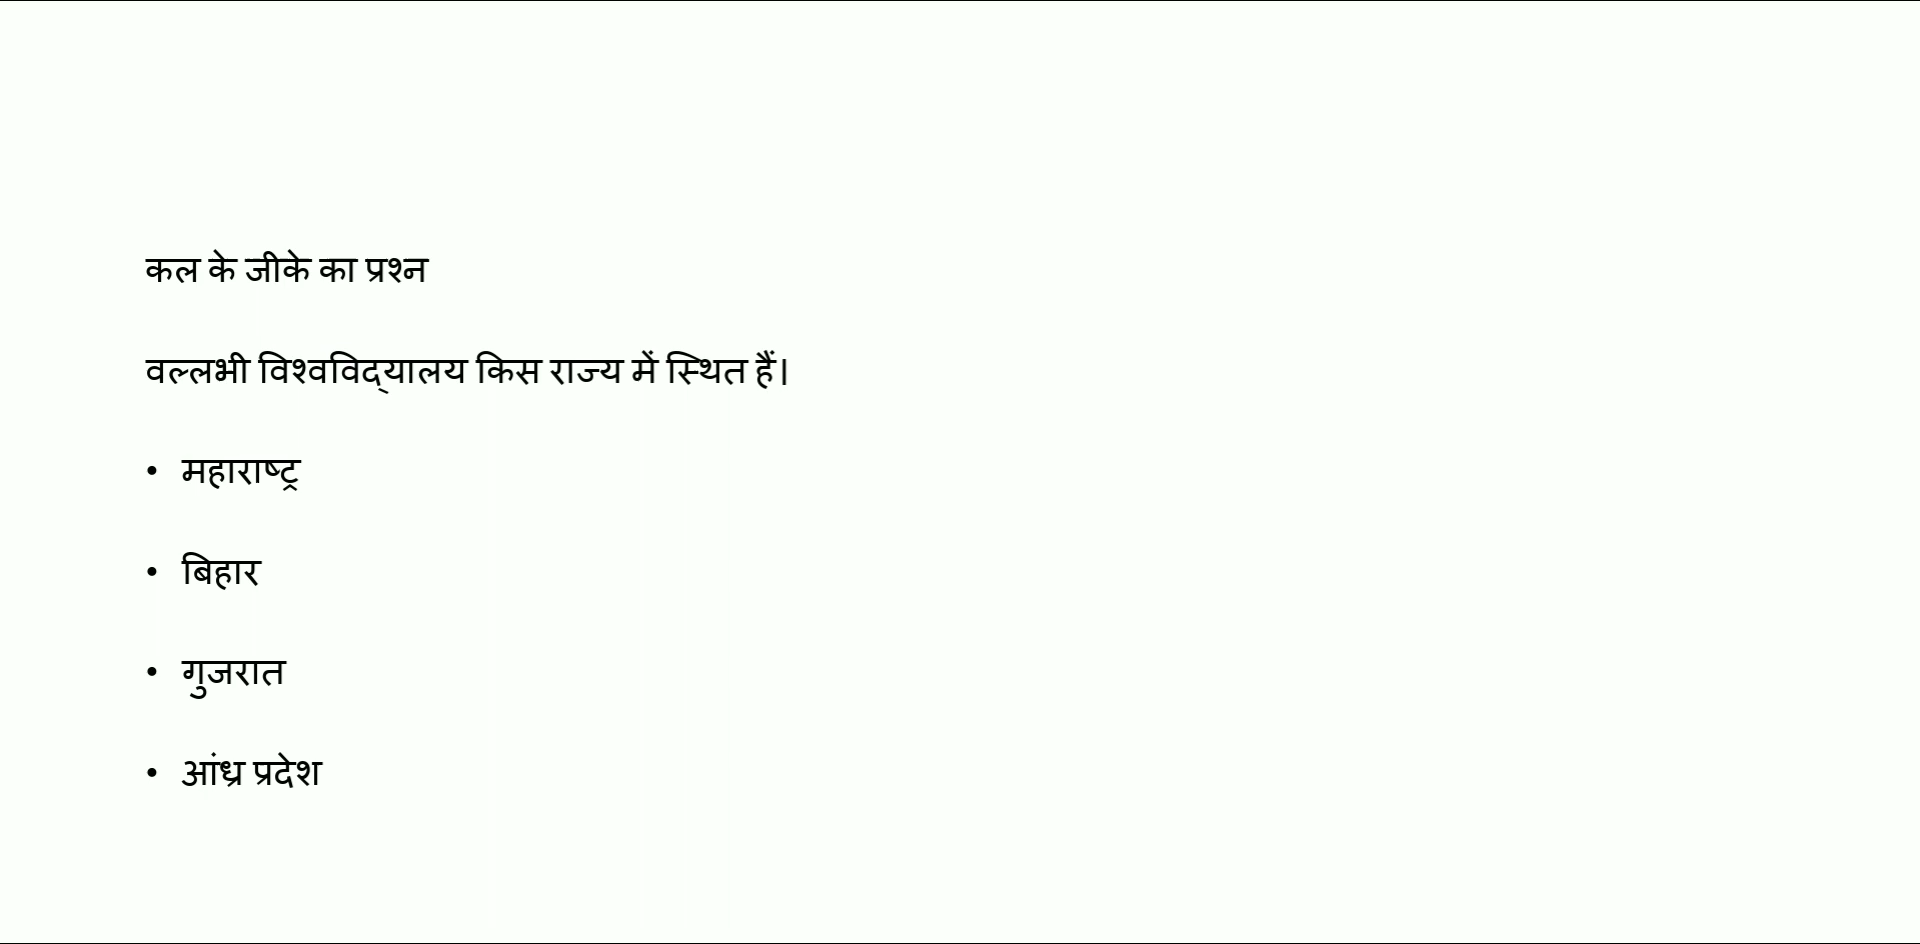 कल के जीके का प्रश्न
वल्लभी विश्वविद्यालय किस राज्य में स्थित हैं।
• महाराष्ट्र
• बिहार
• गुजरात
• आंध्र प्रदेश